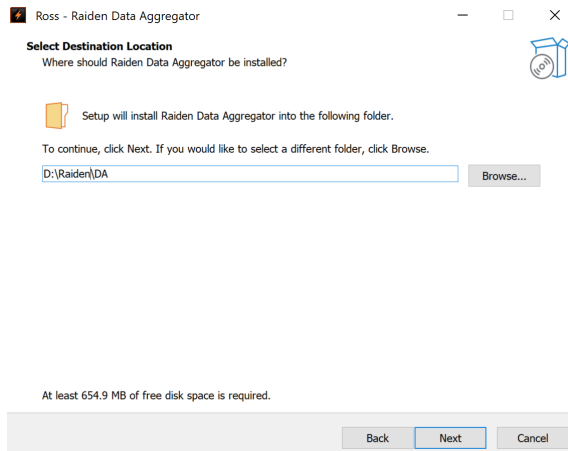 Ross - Raiden Data Aggregator
Select Destination Location
Where should Raiden Data Aggregator be installed?
Setup will install Raiden Data Aggregator into the following folder.
To continue, click Next. If you would like to select a different folder, click Browse.
D:\Raiden\DA
Browse...
At least 654.9 MB of free disk space is required.
Back
Next
Cancel